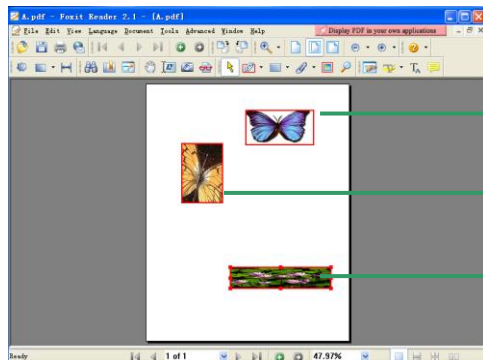 A.pdf - Foxit Reader 2.1 - [A.pdf]
File Edit View Language Document Tools Advanced Window Help
Display PDF in your own applications
Ready
1 of 1
47.97%